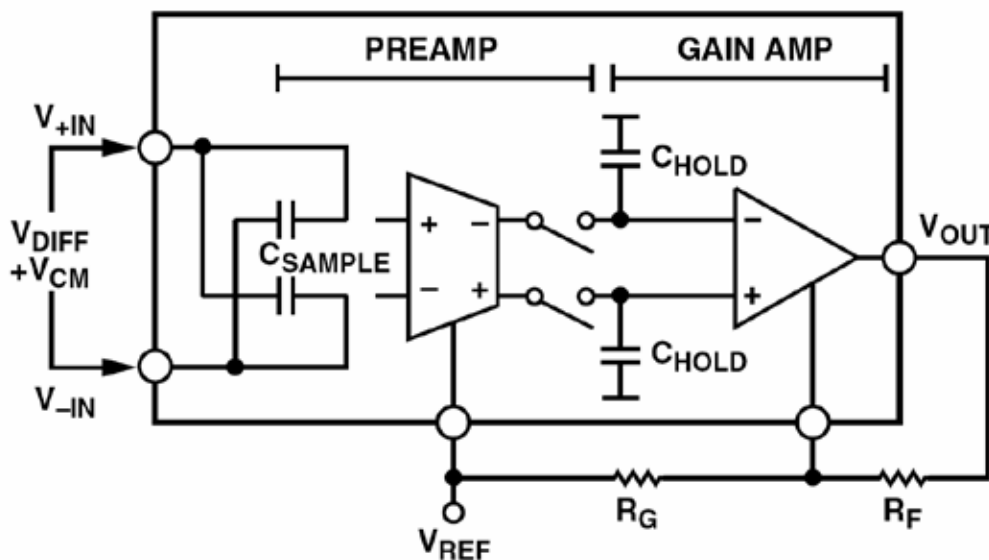 PREAMP
GAIN AMP
V+IN
CHOLD
VDIFF
+VCM
CSAMPLE
+
−
−
+
−
+
VOUT
CHOLD
V−IN
RG
RF
VREF